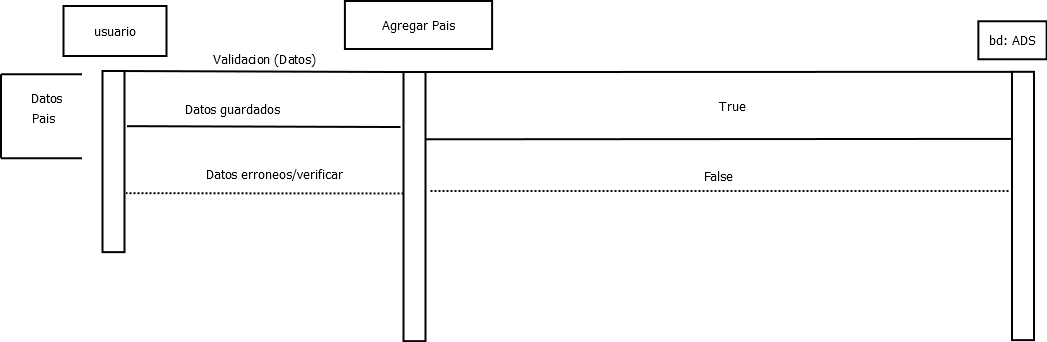 usuario
Agregar Pais
bd: ADS
Validacion (Datos)
Datos
Pais
Datos guardados
True
Datos erroneos/verificar
False